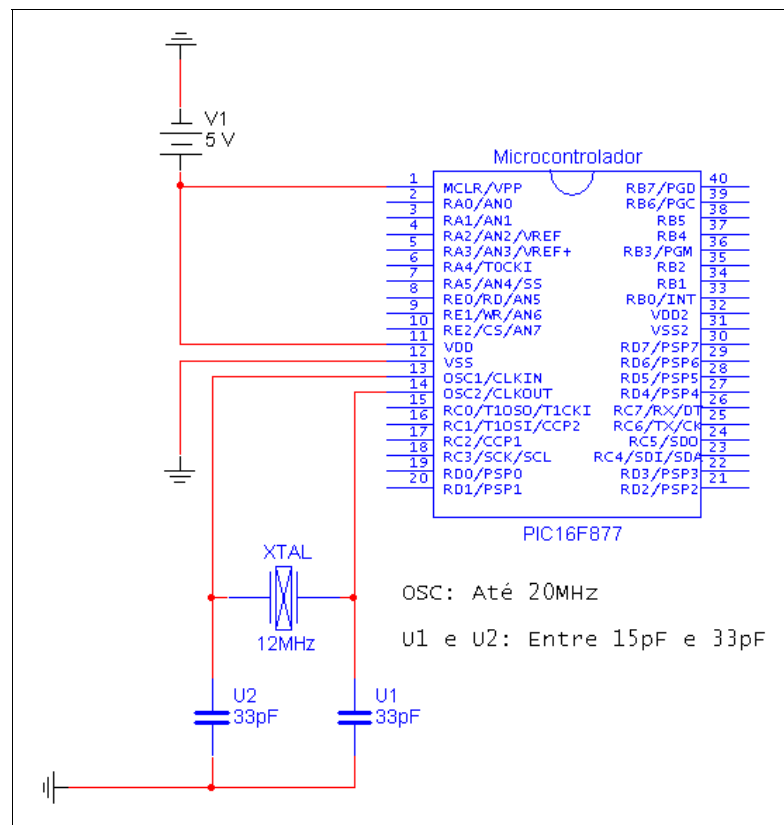 V1
5 V
Microcontrolador
1 MCLR/VPP
2 RA0/AN0
3 RA1/AN1
4 RA2/AN2/VREF
5 RA3/AN3/VREF+
6 RA4/TOCKI
7 RA5/AN4/SS
8 RE0/RD/AN5
9 RE1/WR/AN6
10 RE2/CS/AN7
11 VDD
12 VSS
13 OSC1/CLKIN
14 OSC2/CLKOUT
15 RC0/T1OSO/T1CKI
16 RC1/T1OSI/CCP2
17 RC2/CCP1
18 RC3/SCK/SCL
19 RD0/PSP0
20 RD1/PSP1
RB7/PGD 40
RB6/PGC 39
RB5 38
RB4 37
RB3/PGM 36
RB2 35
RB1 34
RB0/INT 33
VDD2 32
VSS2 31
RD7/PSP7 30
RD6/PSP6 29
RD5/PSP5 28
RD4/PSP4 27
RC7/RX/DT 26
RC6/TX/CK 25
RC5/SDO 24
RC4/SDI/SDA 23
RD3/PSP3 22
RD2/PSP2 21
PIC16F877
XTAL
12MHz
OSC: Até 20MHz
U1 e U2: Entre 15pF e 33pF
U2
33pF
U1
33pF